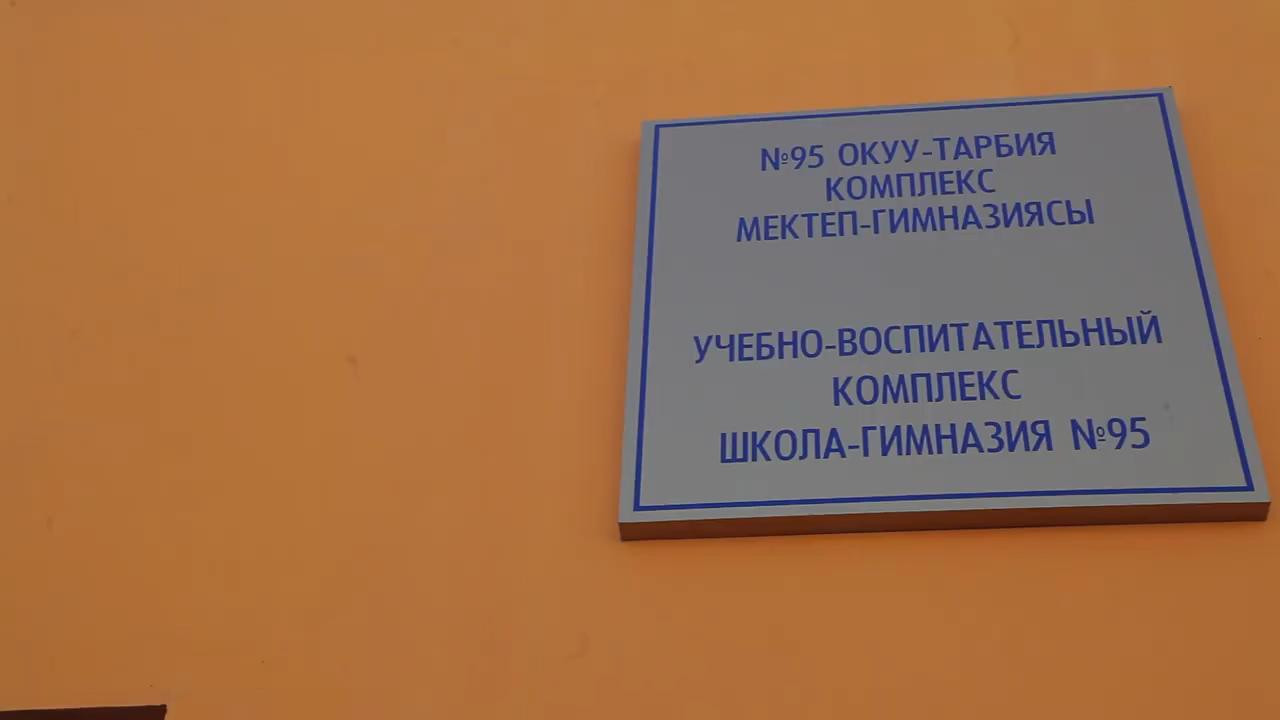 №95 ОКУУ-ТАРБИЯ
КОМПЛЕКС
МЕКТЕП-ГИМНАЗИЯСЫ
УЧЕБНО-ВОСПИТАТЕЛЬНЫЙ
КОМПЛЕКС
ШКОЛА-ГИМНАЗИЯ №95